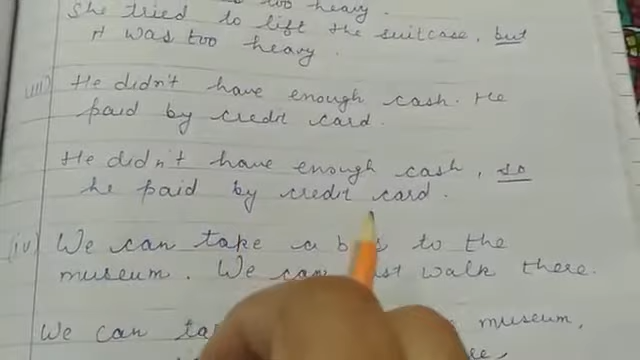 too heavy.
She tried to lift the suitcase, but
it was too heavy.
(iii) He didn't have enough cash. He
paid by credit card.
He didn't have enough cash, so
he paid by credit card.
(iv) We can take a bus to the
museum. We can walk there.
We can museum,